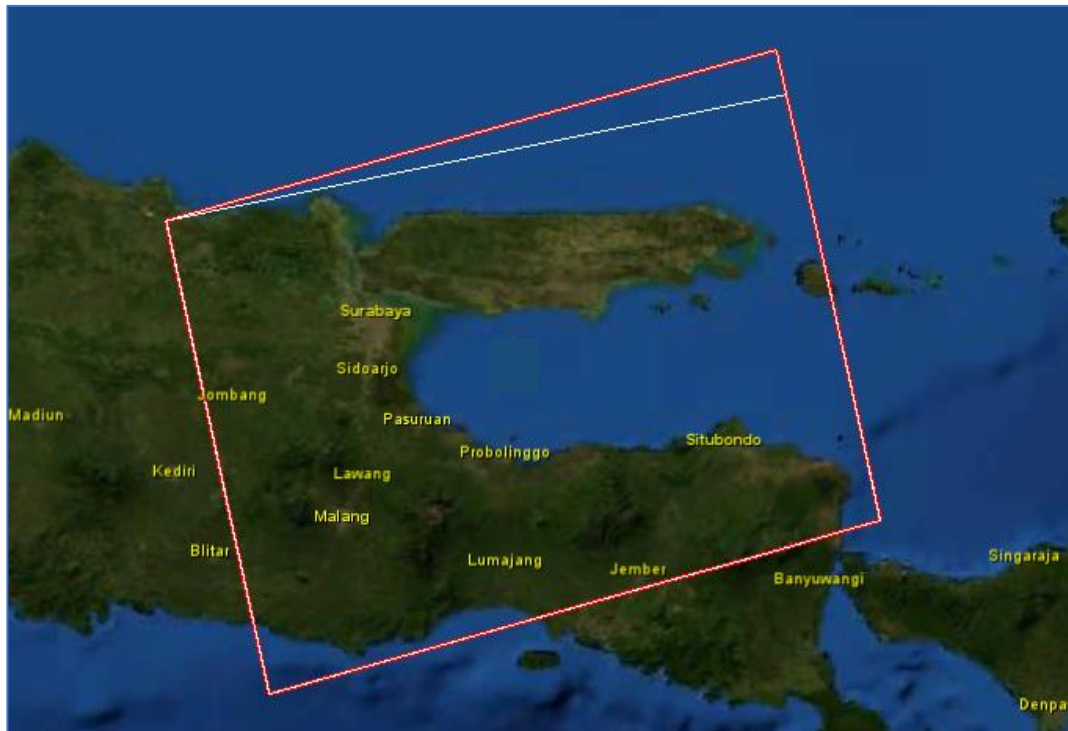 Surabaya
Sidoarjo
Jombang
Madiun
Pasuruan
Situbondo
Probolinggo
Kediri
Lawang
Malang
Blitar
Lumajang
Jember
Banyuwangi
Singaraja
Denpa